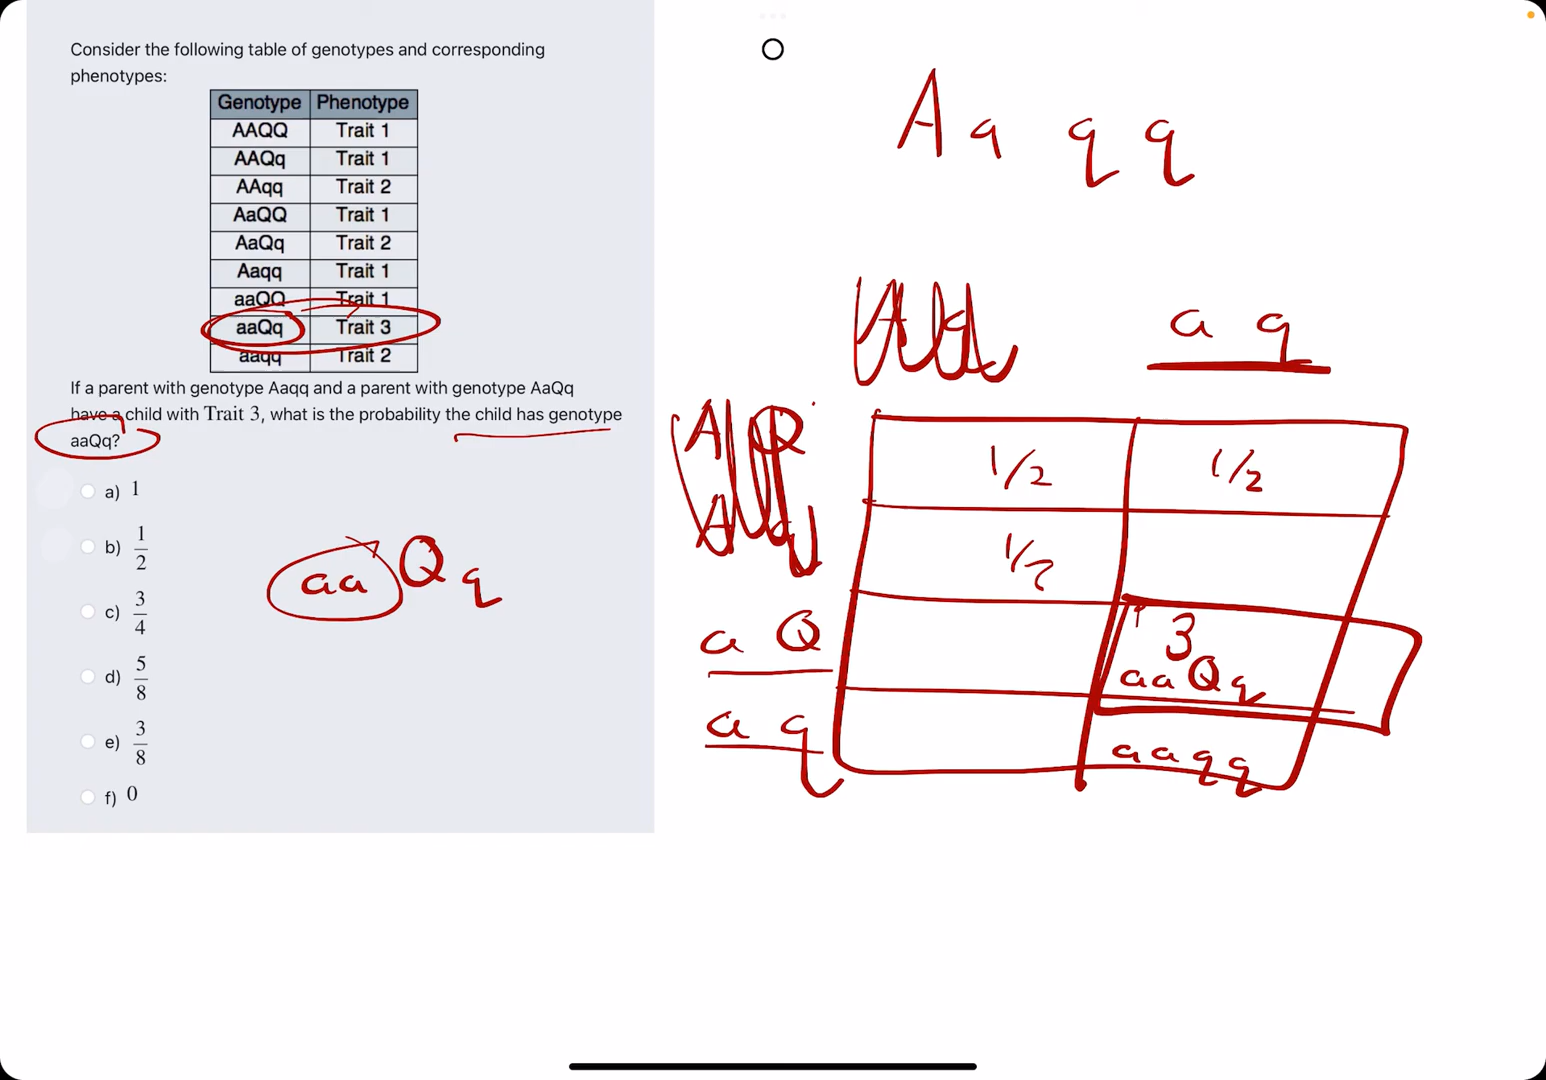 Consider the following table of genotypes and corresponding
phenotypes:
Genotype Phenotype
AAQQ Trait 1
AAQq Trait 1
AAqq Trait 2
AaQQ Trait 1
AaQq Trait 2
Aaqq Trait 1
aaQQ Trait 1
aaQq Trait 3
aaqq Trait 2
If a parent with genotype Aaqq and a parent with genotype AaQq
have a child with Trait 3, what is the probability the child has genotype
aaQq?
a) 1
b) 1/2
c) 3/4
d) 5/8
e) 3/8
f) 0
aa Q q
A a q q
a q
A Q
1/2 1/2
A q
1/2
a Q
3
aa Q q
a q
a a q q